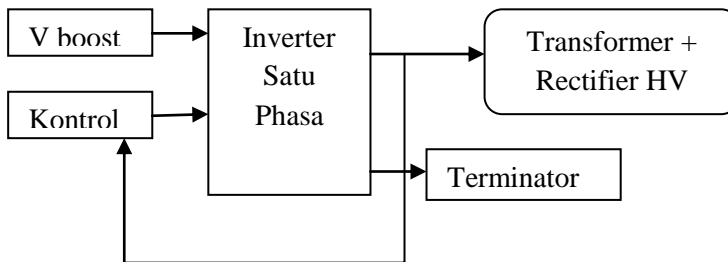 V boost
Kontrol
Inverter
Satu
Phasa
Transformer +
Rectifier HV
Terminator